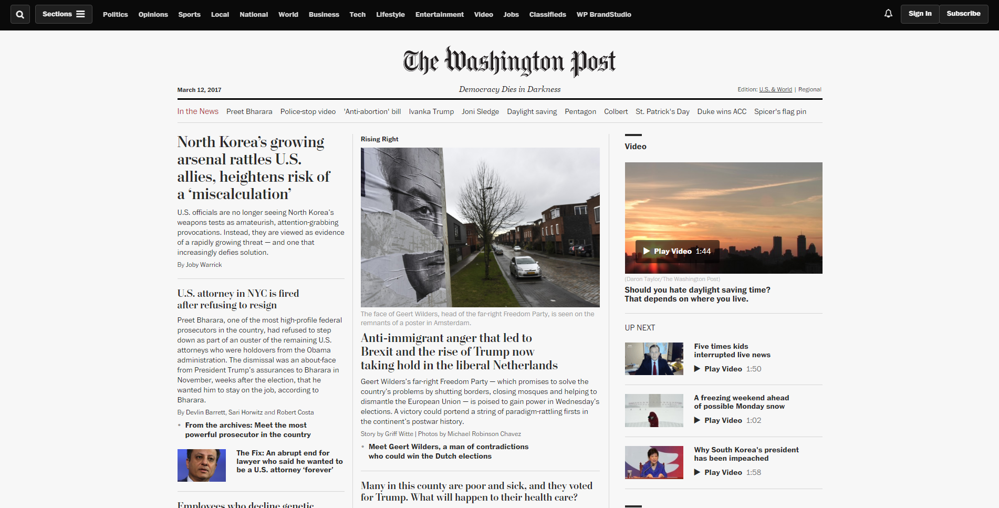 Sections
Politics Opinions Sports Local National World Business Tech Lifestyle Entertainment Video Jobs Classifieds WP BrandStudio
Sign In
Subscribe
The Washington Post
March 12, 2017
Democracy Dies in Darkness
Edition: U.S. & World | Regional
In the News Preet Bharara Police-stop video 'Anti-abortion' bill Ivanka Trump Joni Sledge Daylight saving Pentagon Colbert St. Patrick's Day Duke wins ACC Spicer's flag pin
North Korea’s growing
arsenal rattles U.S.
allies, heightens risk of
a ‘miscalculation’
U.S. officials are no longer seeing North Korea’s
weapons tests as amateurish, attention-grabbing
provocations. Instead, they are viewed as evidence
of a rapidly growing threat — and one that
increasingly defies solution.
By Joby Warrick
U.S. attorney in NYC is fired
after refusing to resign
Preet Bharara, one of the most high-profile federal
prosecutors in the country, had refused to step
down as part of an ouster of the remaining U.S.
attorneys who were holdovers from the Obama
administration. The dismissal was an about-face
from President Trump’s assurances to Bharara in
November, weeks after the election, that he
wanted him to stay on the job, according to
Bharara.
By Devlin Barrett, Sari Horwitz and Robert Costa
• From the archives: Meet the most
powerful prosecutor in the country
The Fix: An abrupt end for
lawyer who said he wanted to
be a U.S. attorney ‘forever’
Employees who decline genetic
Rising Right
The face of Geert Wilders, head of the far-right Freedom Party, is seen on the
remnants of a poster in Amsterdam.
Anti-immigrant anger that led to
Brexit and the rise of Trump now
taking hold in the liberal Netherlands
Geert Wilders’s far-right Freedom Party — which promises to solve the
country’s problems by shutting borders, closing mosques and helping to
dismantle the European Union — is poised to gain power in Wednesday’s
elections. A victory could portend a string of paradigm-rattling firsts in
the continent’s postwar history.
Story by Griff Witte | Photos by Michael Robinson Chavez
• Meet Geert Wilders, a man of contradictions
who could win the Dutch elections
Many in this county are poor and sick, and they voted
for Trump. What will happen to their health care?
Video
Play Video 1:44
(Daron Taylor/The Washington Post)
Should you hate daylight saving time?
That depends on where you live.
UP NEXT
Five times kids
interrupted live news
Play Video 1:50
A freezing weekend ahead
of possible Monday snow
Play Video 1:02
Why South Korea's president
has been impeached
Play Video 1:58